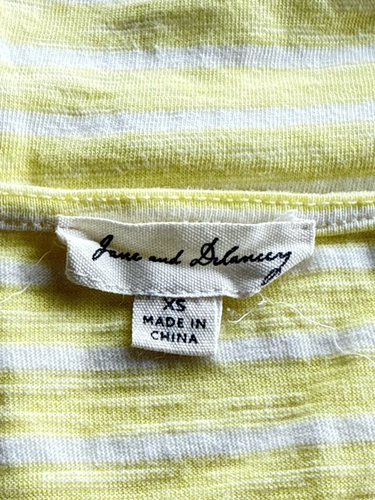 Jane and Delancey
XS
MADE IN
CHINA